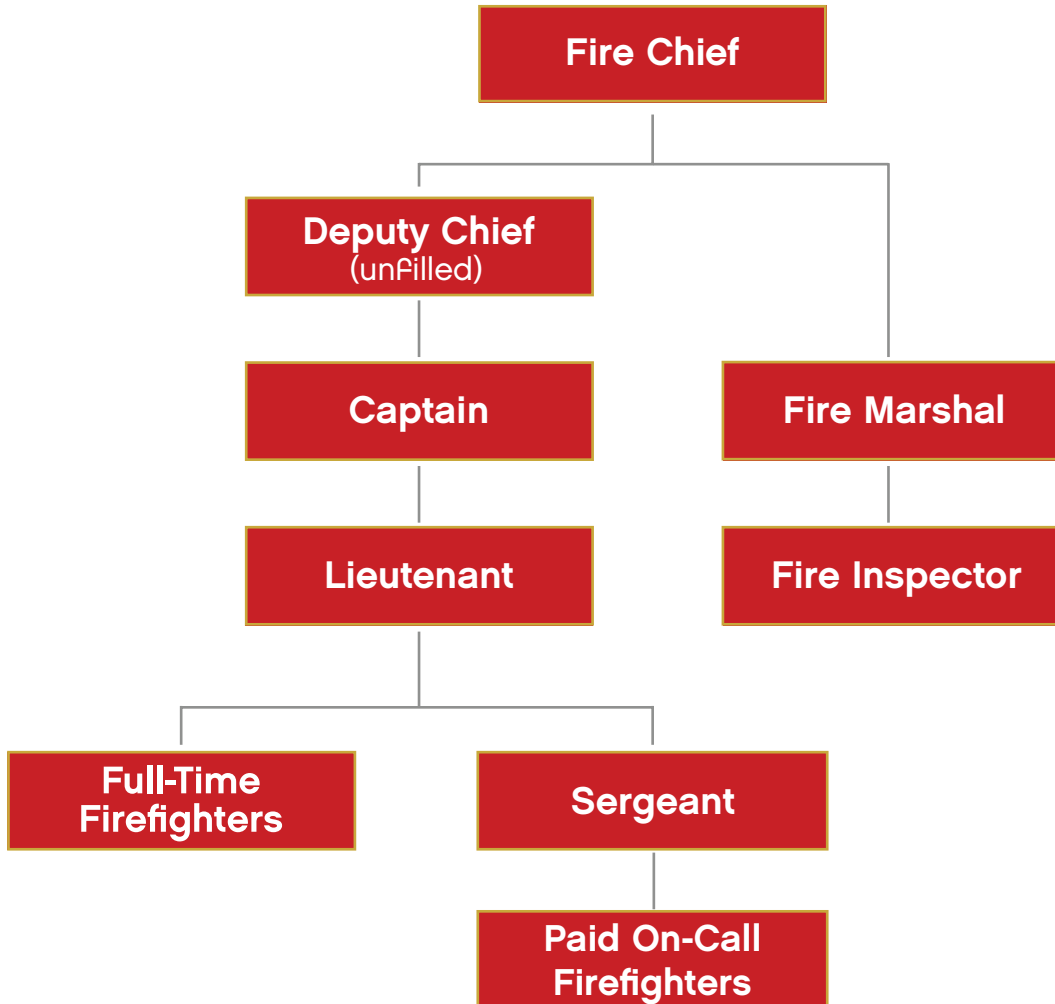 Fire Chief
Deputy Chief
(unfilled)
Captain
Fire Marshal
Lieutenant
Fire Inspector
Full-Time
Firefighters
Sergeant
Paid On-Call
Firefighters